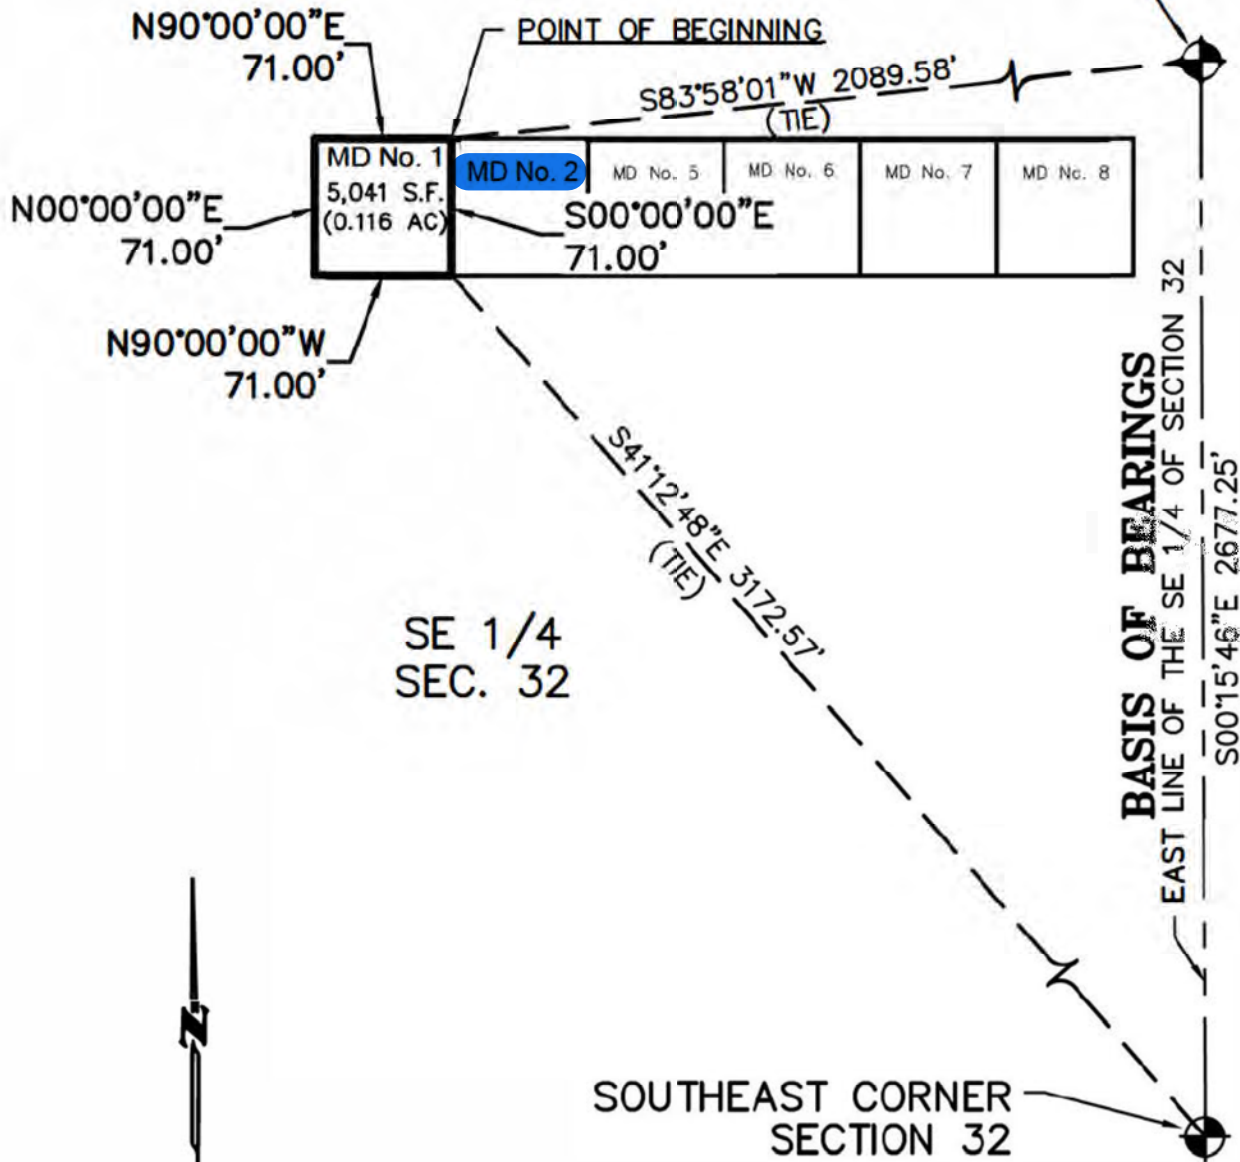 N90°00'00"E
71.00'
POINT OF BEGINNING
S83°58'01"W 2089.58'
(TIE)
MD No. 1
5,041 S.F.
(0.116 AC)
MD No. 2
MD No. 5
MD No. 6
MD No. 7
MD No. 8
N00°00'00"E
71.00'
S00°00'00"E
71.00'
N90°00'00"W
71.00'
S41°12'48"E 3172.57'
(TIE)
SE 1/4
SEC. 32
BASIS OF BEARINGS
EAST LINE OF THE SE 1/4 OF SECTION 32
S00°15'46"E 2677.25'
N
SOUTHEAST CORNER
SECTION 32